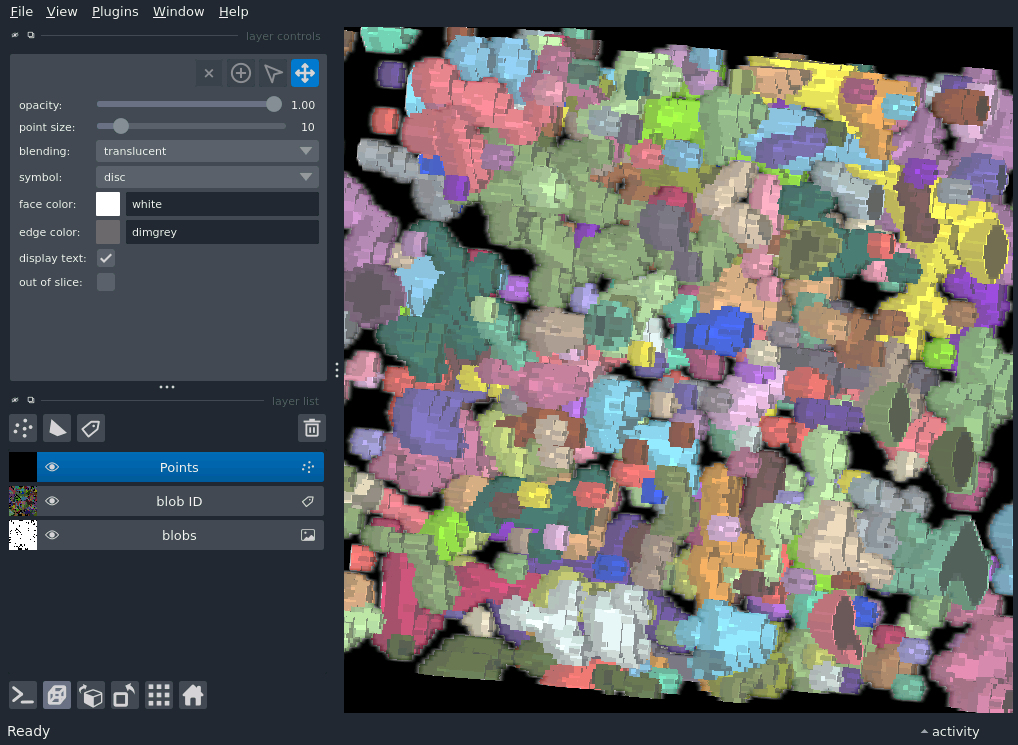 File View Plugins Window Help
layer controls
opacity: 1.00
point size: 10
blending: translucent
symbol: disc
face color: white
edge color: dimgrey
display text:
out of slice:
layer list
Points
blob ID
blobs
Ready activity